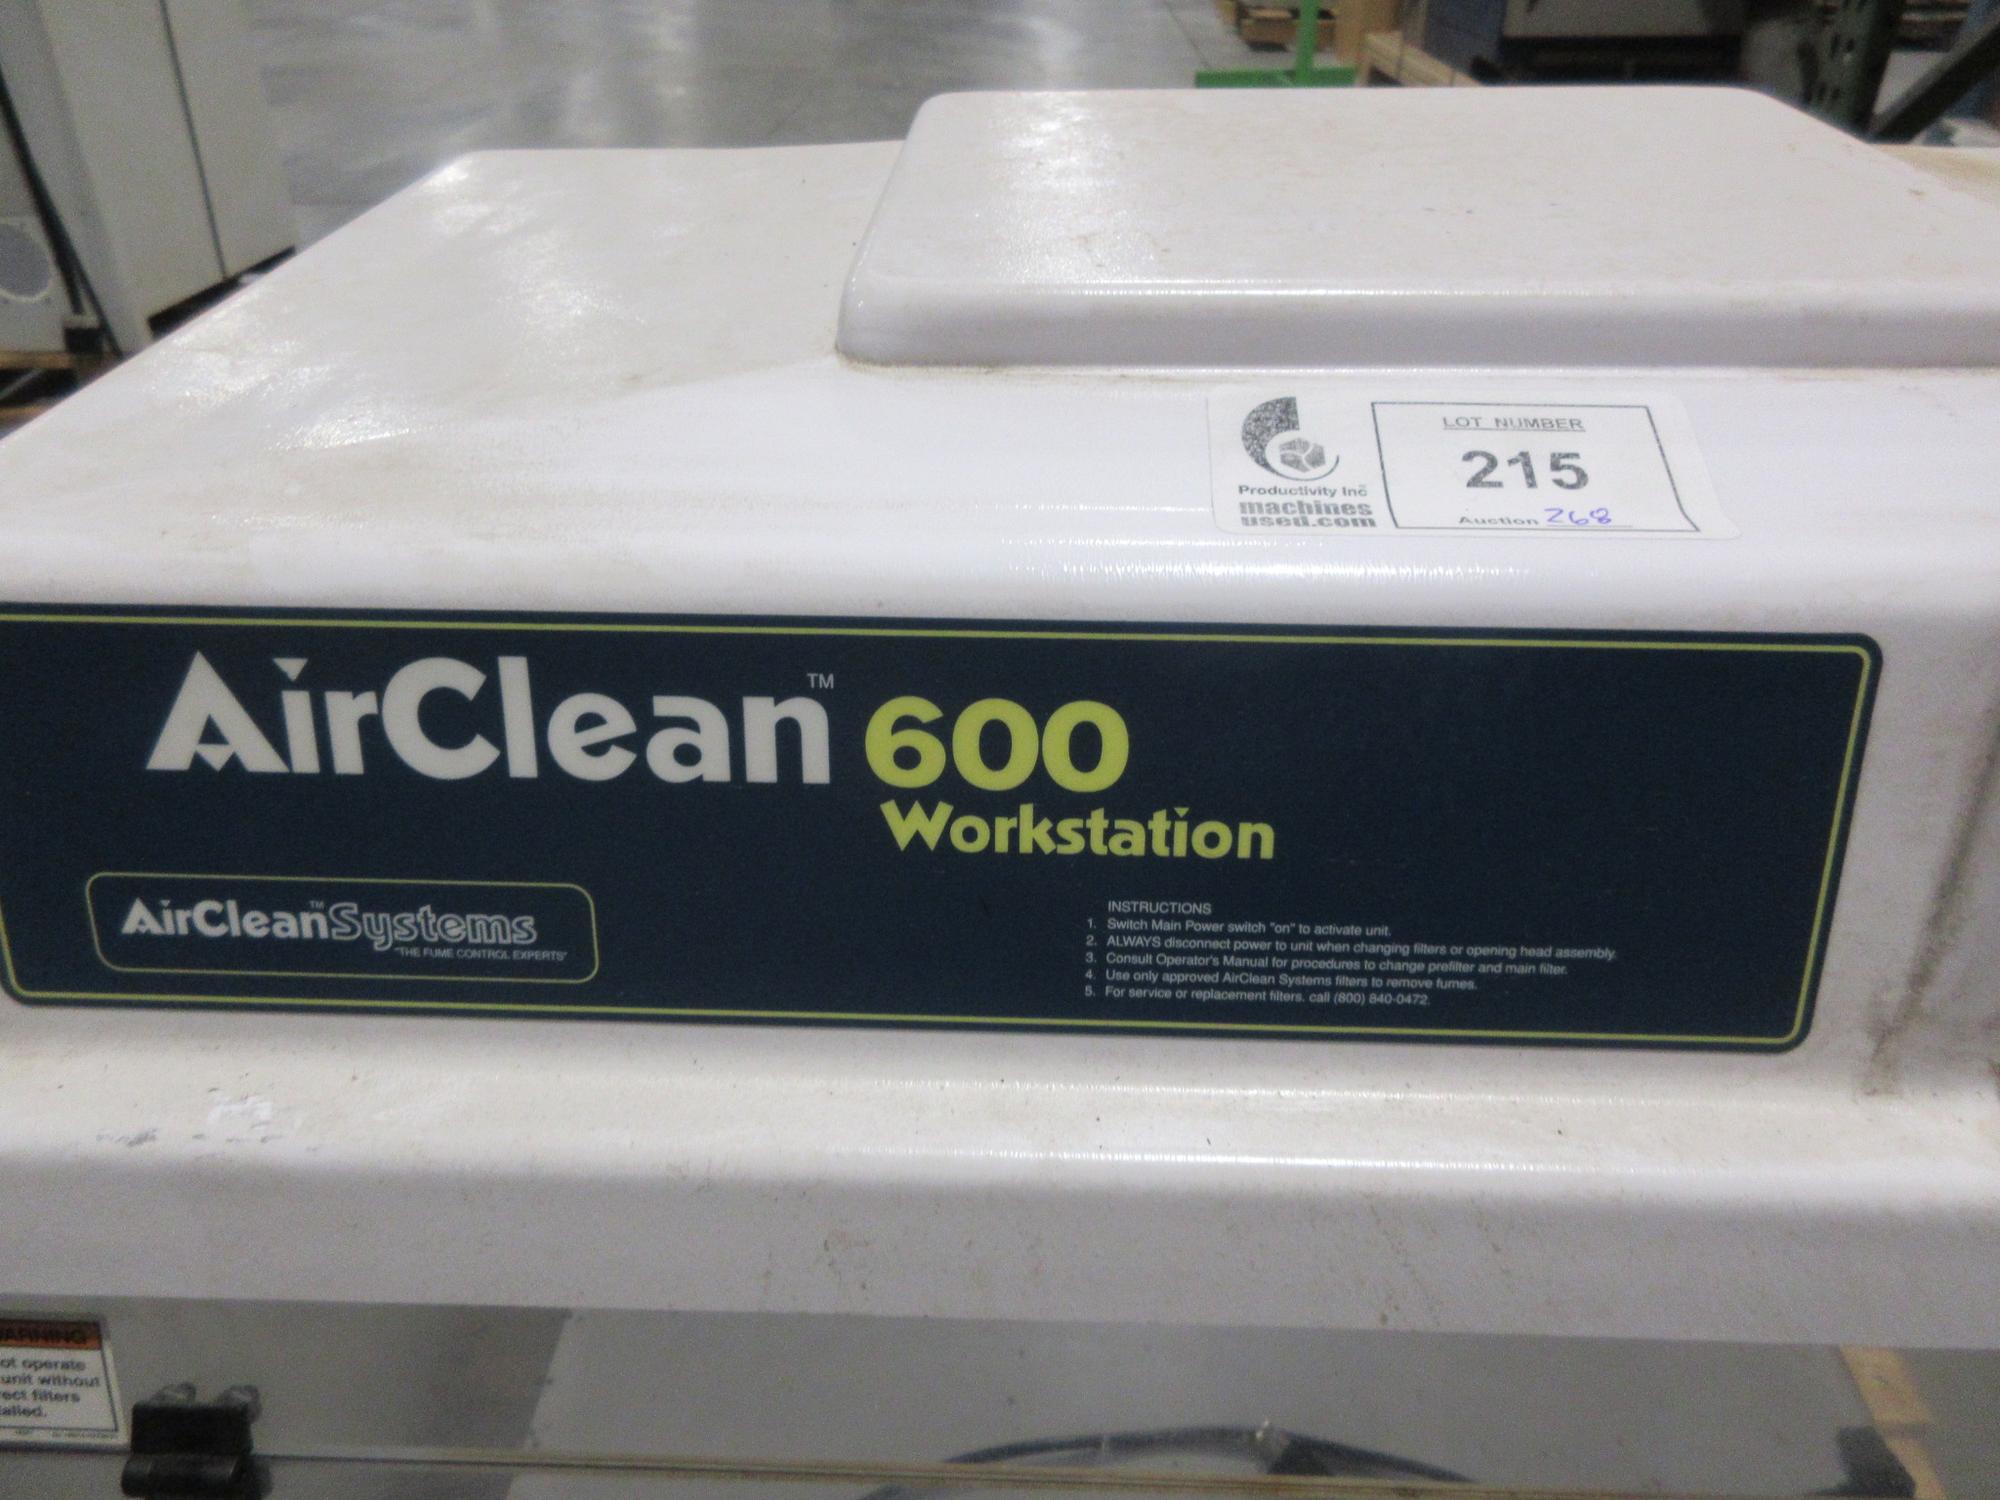 LOT NUMBER
215
Auction 268
Productivity Inc
machines
used.com
AirClean™ 600
Workstation
AirClean™Systems
"THE FUME CONTROL EXPERTS"
INSTRUCTIONS
1. Switch Main Power switch "on" to activate unit.
2. ALWAYS disconnect power to unit when changing filters or opening head assembly.
3. Consult Operator's Manual for procedures to change prefilter and main filter.
4. Use only approved AirClean Systems filters to remove fumes.
5. For service or replacement filters, call (800) 840-0472.
ARNING
ot operate
unit without
ect filters
alled.